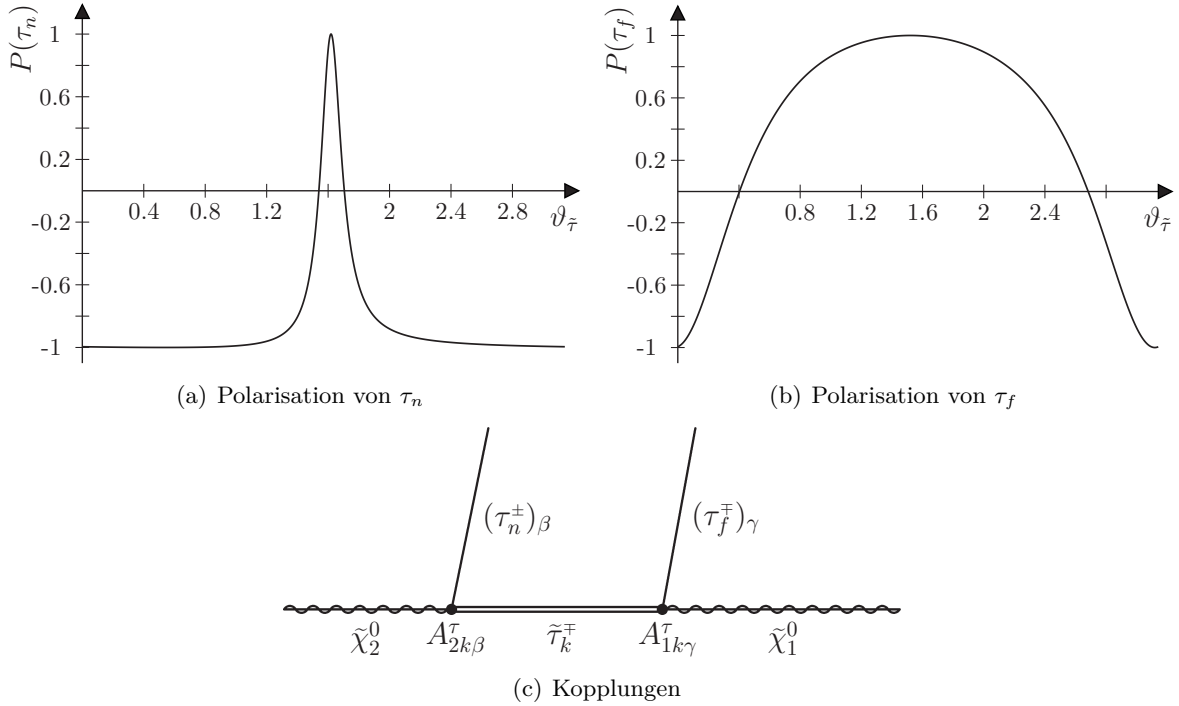 P(τ_n)
1
0.6
0.2
-0.2
-0.6
-1
0.4 0.8 1.2 2 2.4 2.8
ϑ_τ̃
(a) Polarisation von τ_n
P(τ_f)
1
0.6
0.2
-0.2
-0.6
-1
0.8 1.2 1.6 2 2.4
ϑ_τ̃
(b) Polarisation von τ_f
(τ_n^±)_β (τ_f^∓)_γ
χ̃_2^0 A_{2kβ}^τ τ̃_k^∓ A_{1kγ}^τ χ̃_1^0
(c) Kopplungen